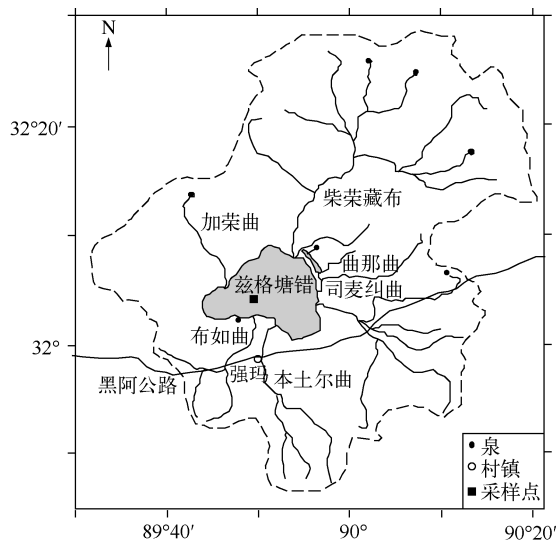 N
32°20′
柴荣藏布
加荣曲
曲那曲
兹格塘错
司麦纠曲
布如曲
32°
强玛
本土尔曲
黑阿公路
泉
村镇
采样点
89°40′
90°
90°20′